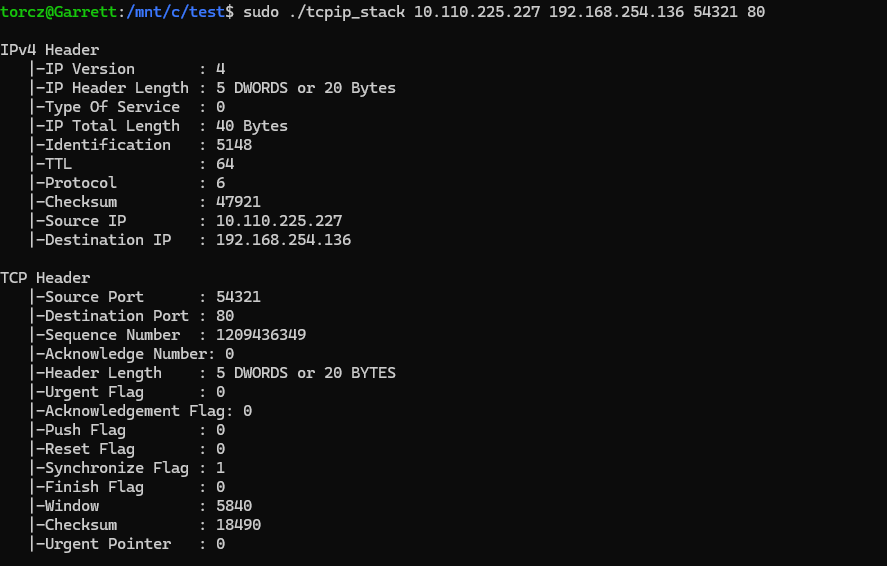 torcz@Garrett:/mnt/c/test$ sudo ./tcpip_stack 10.110.225.227 192.168.254.136 54321 80
IPv4 Header
   |-IP Version       : 4
   |-IP Header Length : 5 DWORDS or 20 Bytes
   |-Type Of Service  : 0
   |-IP Total Length  : 40 Bytes
   |-Identification   : 5148
   |-TTL              : 64
   |-Protocol         : 6
   |-Checksum         : 47921
   |-Source IP        : 10.110.225.227
   |-Destination IP   : 192.168.254.136
TCP Header
   |-Source Port      : 54321
   |-Destination Port : 80
   |-Sequence Number  : 1209436349
   |-Acknowledge Number: 0
   |-Header Length    : 5 DWORDS or 20 BYTES
   |-Urgent Flag      : 0
   |-Acknowledgement Flag: 0
   |-Push Flag        : 0
   |-Reset Flag       : 0
   |-Synchronize Flag : 1
   |-Finish Flag      : 0
   |-Window           : 5840
   |-Checksum         : 18490
   |-Urgent Pointer   : 0